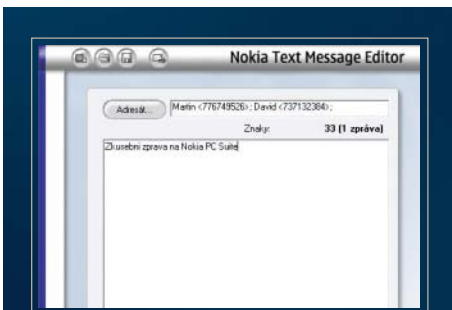 Nokia Text Message Editor
Adresát... Martin <776749526>; David <737132384>;
Znaky: 33 (1 zpráva)
Zkusebni zprava na Nokia PC Suite